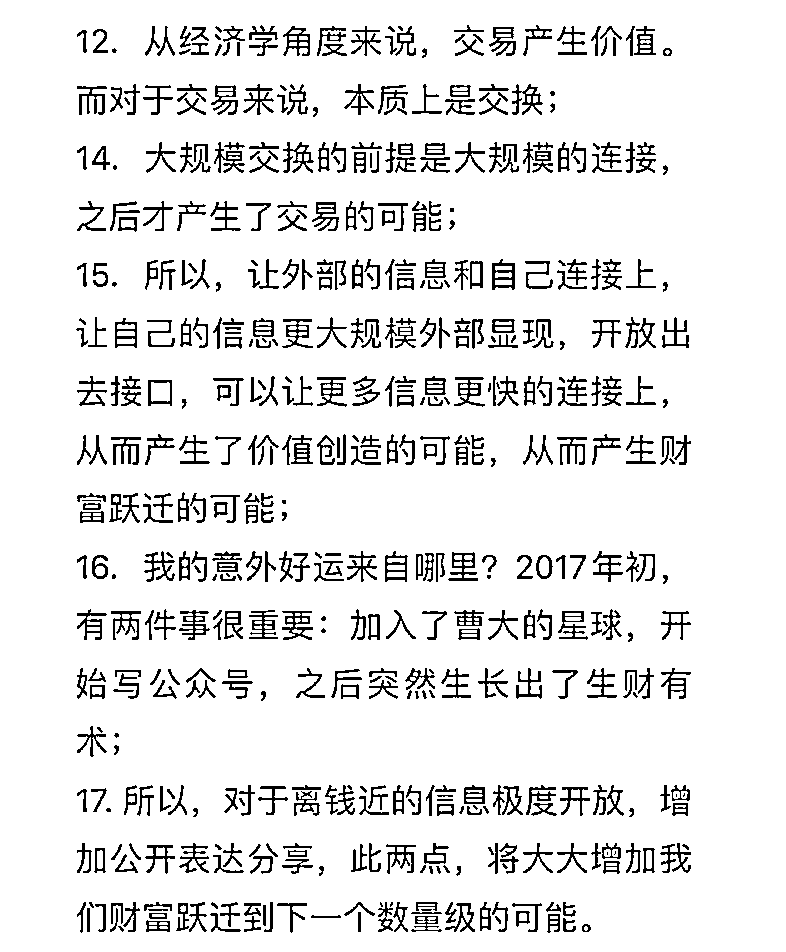 12. 从经济学角度来说，交易产生价值。
而对于交易来说，本质上是交换；
14. 大规模交换的前提是大规模的连接，
之后才产生了交易的可能；
15. 所以，让外部的信息和自己连接上，
让自己的信息更大规模外部显现，开放出
去接口，可以让更多信息更快的连接上，
从而产生了价值创造的可能，从而产生财
富跃迁的可能；
16. 我的意外好运来自哪里？2017年初，
有两件事很重要：加入了曹大的星球，开
始写公众号，之后突然生长出了生财有
术；
17. 所以，对于离钱近的信息极度开放，增
加公开表达分享，此两点，将大大增加我
们财富跃迁到下一个数量级的可能。